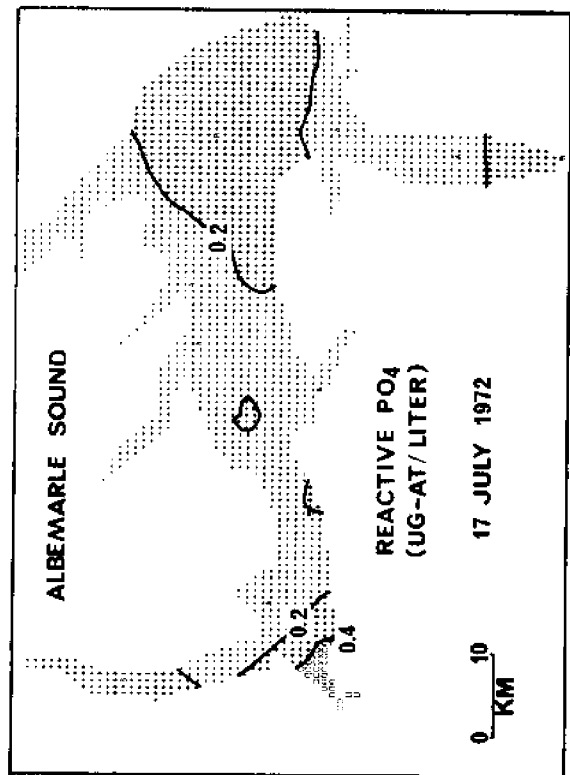 ALBEMARLE SOUND
0.2
0.2
0.4
REACTIVE PO4
(UG-AT/LITER)
17 JULY 1972
0 10
KM